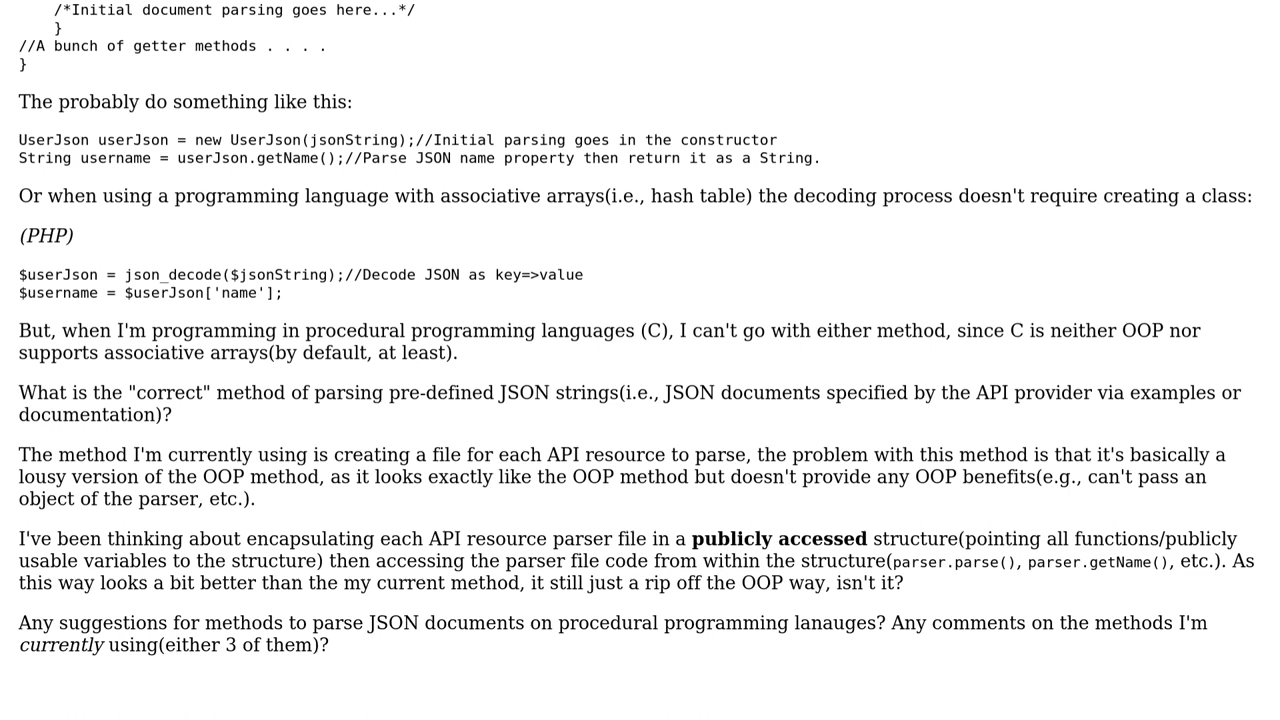 /*Initial document parsing goes here...*/
}
//A bunch of getter methods . . . .
}
The probably do something like this:
UserJson userJson = new UserJson(jsonString);//Initial parsing goes in the constructor
String username = userJson.getName();//Parse JSON name property then return it as a String.
Or when using a programming language with associative arrays(i.e., hash table) the decoding process doesn't require creating a class:
(PHP)
$userJson = json_decode($jsonString);//Decode JSON as key=>value
$username = $userJson['name'];
But, when I'm programming in procedural programming languages (C), I can't go with either method, since C is neither OOP nor
supports associative arrays(by default, at least).
What is the "correct" method of parsing pre-defined JSON strings(i.e., JSON documents specified by the API provider via examples or
documentation)?
The method I'm currently using is creating a file for each API resource to parse, the problem with this method is that it's basically a
lousy version of the OOP method, as it looks exactly like the OOP method but doesn't provide any OOP benefits(e.g., can't pass an
object of the parser, etc.).
I've been thinking about encapsulating each API resource parser file in a publicly accessed structure(pointing all functions/publicly
usable variables to the structure) then accessing the parser file code from within the structure(parser.parse(), parser.getName(), etc.). As
this way looks a bit better than the my current method, it still just a rip off the OOP way, isn't it?
Any suggestions for methods to parse JSON documents on procedural programming lanauges? Any comments on the methods I'm
currently using(either 3 of them)?